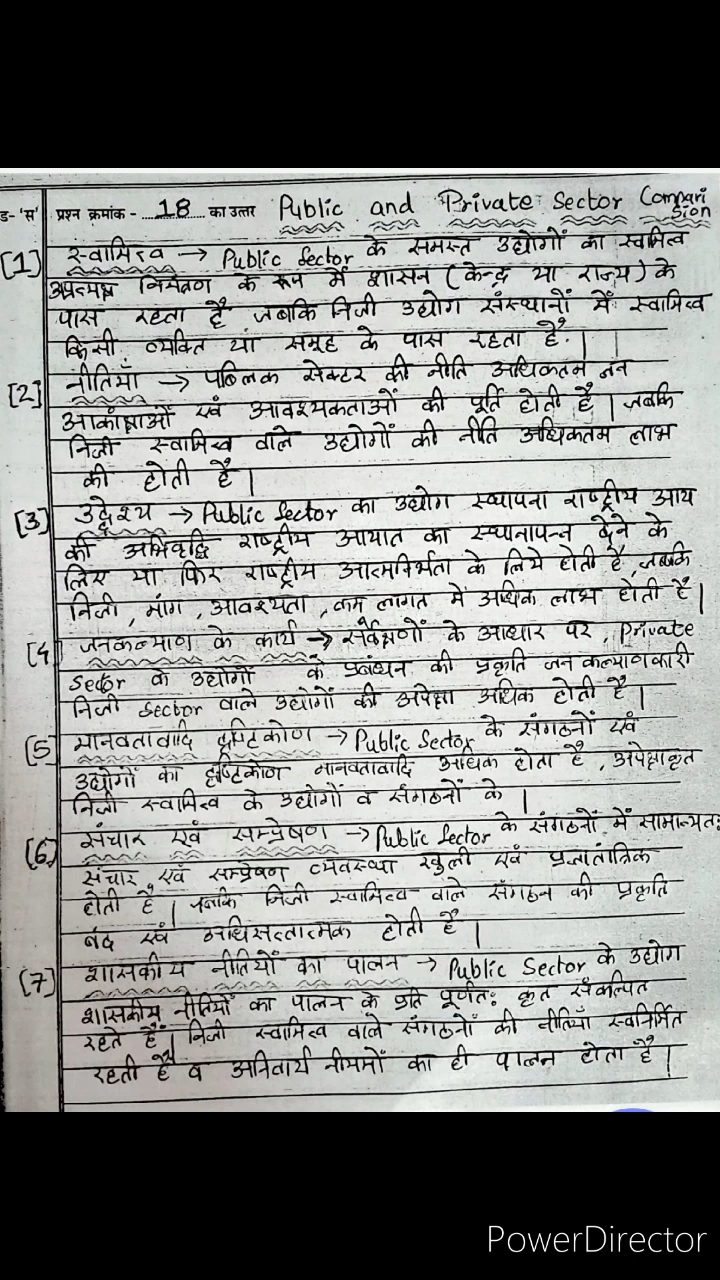 ड-'स' प्रश्न क्रमांक - 18 का उत्तर Public and Private Sector Compari
sion
[1] स्वामित्व → Public Sector के समस्त उद्योगों का स्वामित्व
अप्रत्यक्ष नियंत्रण के रूप में शासन (केन्द्र या राज्य) के
पास रहता है जबकि निजी उद्योग संस्थानों में स्वामित्व
किसी व्यक्ति या समूह के पास रहता है. |
[2] नीतियाँ → पब्लिक सेक्टर की नीति अधिकतम जन
आकांक्षाओं एवं आवश्यकताओं की पूर्ति होती है | जबकि
निजी स्वामित्व वाले उद्योगों की नीति अधिकतम लाभ
की होती है |
[3] उद्देश्य → Public Sector का उद्योग स्थापना राष्ट्रीय आय
की अभिवृद्धि राष्ट्रीय आयात का स्थानापन्न देने के
लिए या फिर राष्ट्रीय आत्मनिर्भता के लिये होती है, जबकि
निजी, मांग, आवश्यता, कम लागत में अधिक लाभ होती है |
[4] जनकल्याण के कार्य → सर्वेक्षणों के आधार पर, Private
Sector के उद्योगों के प्रबंधन की प्रकृति जन कल्याणकारी
निजी Sector वाले उद्योगों की अपेक्षा अधिक होती है |
[5] मानवतावादि दृष्टिकोण → Public Sector के संगठनों एवं
उद्योगों का दृष्टिकोण मानवतावादि अधिक होता है, अपेक्षाकृत
निजी स्वामित्व के उद्योगों व संगठनों के |
[6] संचार एवं सम्प्रेषण → Public Sector के संगठनों में सामान्यतः
संचार एवं सम्प्रेषण व्यवस्था खुली एवं प्रजातांत्रिक
होती है | जबकि निजी स्वामित्व वाले संगठन की प्रकृति
बंद एवं अधिसत्तात्मक होती है |
[7] शासकीय नीतियों का पालन → Public Sector के उद्योग
शासकीय नीतियों का पालन के प्रति पूर्णतः कृत संकल्पित
रहते हैं | निजी स्वामित्व वाले संगठनों की नीतियाँ स्वनिर्मित
रहती है व अनिवार्य नीयमों का ही पालन होता है |
PowerDirector